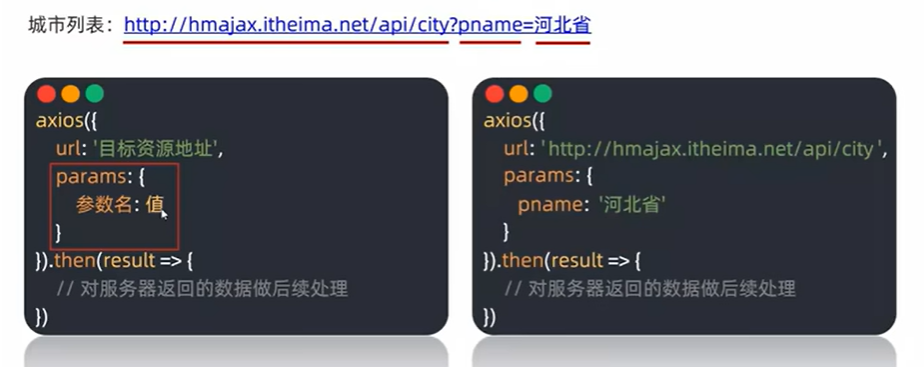 城市列表：http://hmajax.itheima.net/api/city?pname=河北省
axios({
url: '目标资源地址',
params: {
参数名: 值
}
}).then(result => {
// 对服务器返回的数据做后续处理
})
axios({
url: 'http://hmajax.itheima.net/api/city',
params: {
pname: '河北省'
}
}).then(result => {
// 对服务器返回的数据做后续处理
})